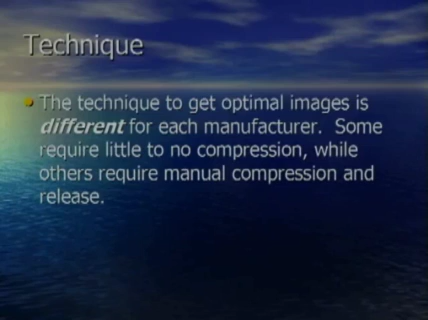 Technique
The technique to get optimal images is
different for each manufacturer. Some
require little to no compression, while
others require manual compression and
release.